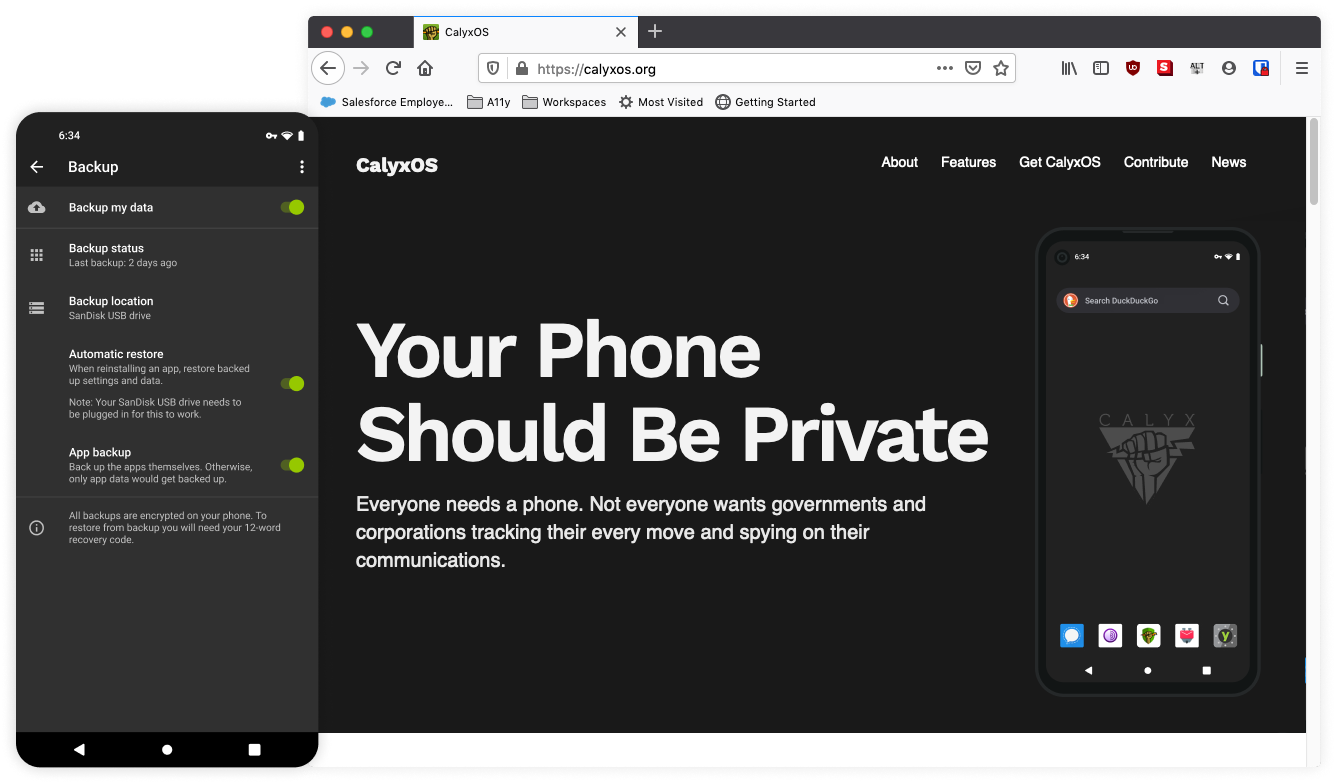 CalyxOS
https://calyxos.org
ALT
Salesforce Employe...
A11y
Workspaces
Most Visited
Getting Started
6:34
Backup
Backup my data
Backup status
Last backup: 2 days ago
Backup location
SanDisk USB drive
Automatic restore
When reinstalling an app, restore backed
up settings and data.
Note: Your SanDisk USB drive needs to
be plugged in for this to work.
App backup
Back up the apps themselves. Otherwise,
only app data would get backed up.
All backups are encrypted on your phone. To
restore from backup you will need your 12-word
recovery code.
CalyxOS
About
Features
Get CalyxOS
Contribute
News
Your Phone
Should Be Private
Everyone needs a phone. Not everyone wants governments and
corporations tracking their every move and spying on their
communications.
6:34
Search DuckDuckGo
CALYX